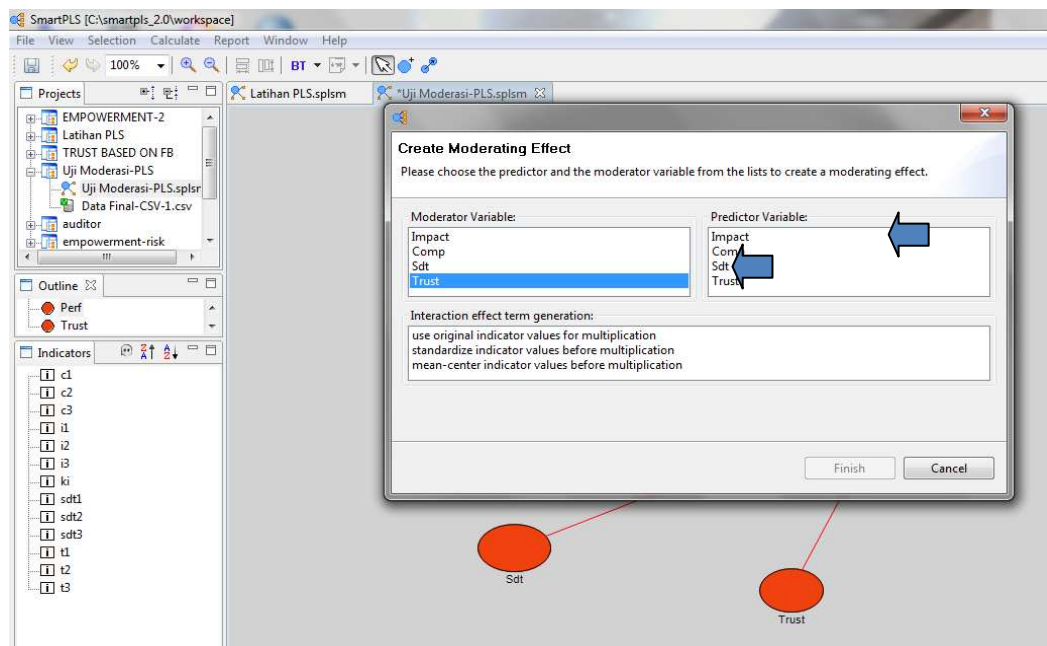 SmartPLS [C:\smartpls_2.0\workspace]
File View Selection Calculate Report Window Help
100% BT
Projects
EMPOWERMENT-2
Latihan PLS
TRUST BASED ON FB
Uji Moderasi-PLS
Uji Moderasi-PLS.splsr
Data Final-CSV-1.csv
auditor
empowerment-risk
Outline
Perf
Trust
Indicators
c1
c2
c3
i1
i2
i3
ki
sdt1
sdt2
sdt3
t1
t2
t3
Latihan PLS.splsm
*Uji Moderasi-PLS.splsm
Create Moderating Effect
Please choose the predictor and the moderator variable from the lists to create a moderating effect.
Moderator Variable:
Impact
Comp
Sdt
Trust
Predictor Variable:
Impact
Com
Sdt
Trust
Interaction effect term generation:
use original indicator values for multiplication
standardize indicator values before multiplication
mean-center indicator values before multiplication
Finish Cancel
Sdt
Trust